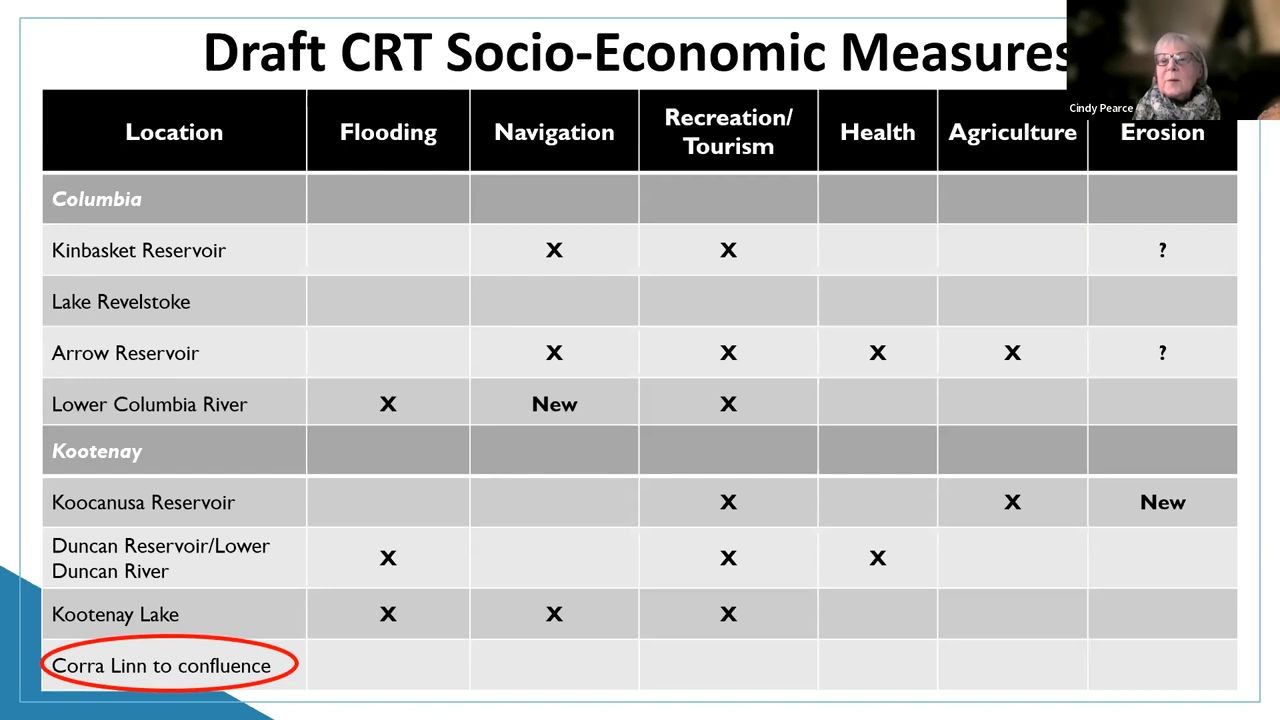 Draft CRT Socio-Economic Measures
Cindy Pearce
Location Flooding Navigation Recreation/ Tourism Health Agriculture Erosion
Columbia
Kinbasket Reservoir X X ?
Lake Revelstoke
Arrow Reservoir X X X X ?
Lower Columbia River X New X
Kootenay
Koocanusa Reservoir X X New
Duncan Reservoir/Lower
Duncan River X X X
Kootenay Lake X X X
Corra Linn to confluence